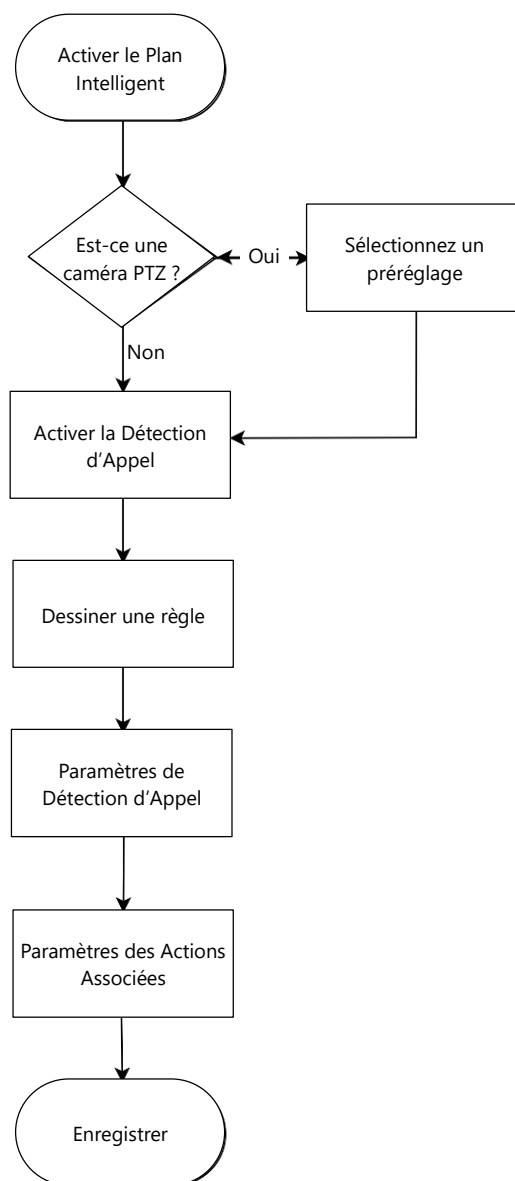 Activer le Plan
Intelligent
Est-ce une
caméra PTZ ?
Oui
Sélectionnez un
préréglage
Non
Activer la Détection
d’Appel
Dessiner une règle
Paramètres de
Détection d’Appel
Paramètres des Actions
Associées
Enregistrer